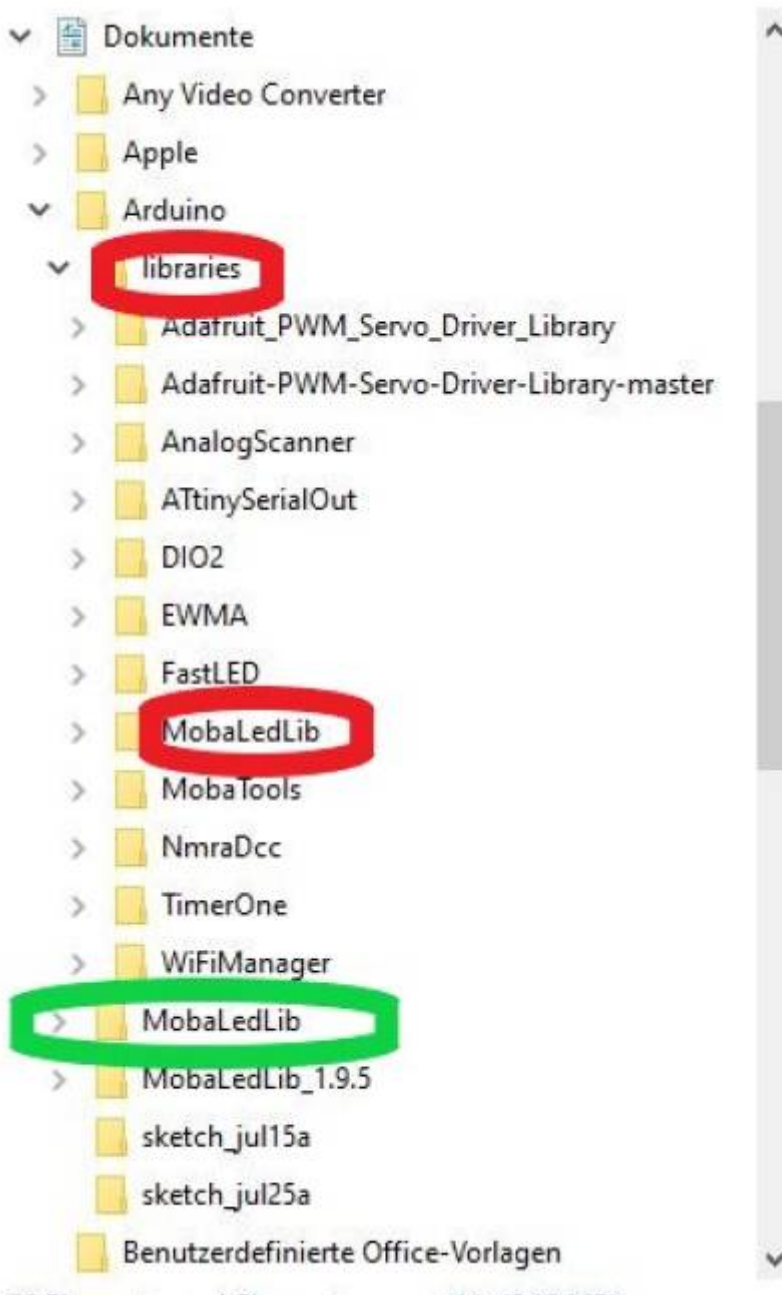 Dokumente
Any Video Converter
Apple
Arduino
libraries
Adafruit_PWM_Servo_Driver_Library
Adafruit-PWM-Servo-Driver-Library-master
AnalogScanner
ATtinySerialOut
DIO2
EWMA
FastLED
MobaLedLib
MobaTools
NmraDcc
TimerOne
WiFiManager
MobaLedLib
MobaLedLib_1.9.5
sketch_jul15a
sketch_jul25a
Benutzerdefinierte Office-Vorlagen